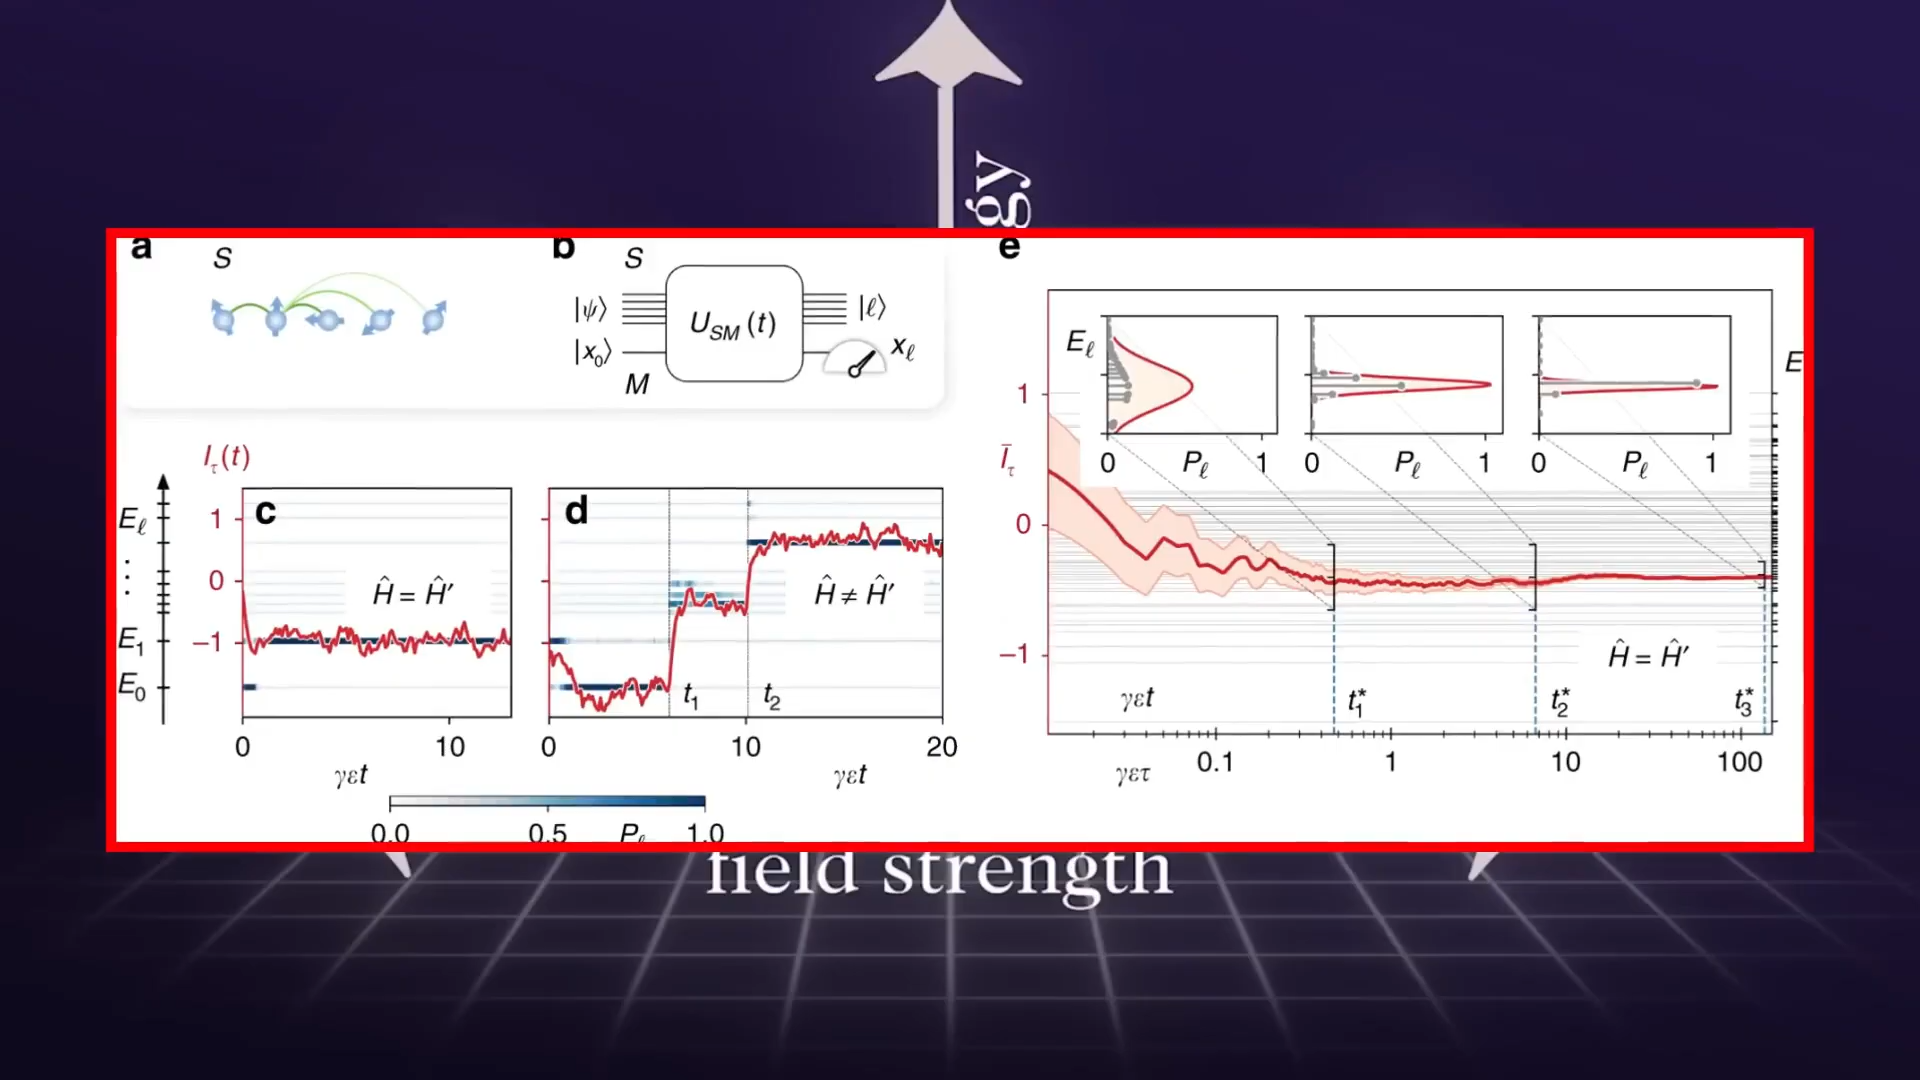 gy
a
S
b
S
|ψ⟩
U_SM (t)
|ℓ⟩
|x₀⟩
x_ℓ
M
e
E_ℓ
0 P_ℓ 1
0 P_ℓ 1
0 P_ℓ 1
E
Ī_τ
1
0
−1
Ĥ = Ĥ′
γεt
t₁*
t₂*
t₃*
γετ
0.1 1 10 100
I_τ(t)
E_ℓ
⋮
E₁
E₀
1
0
−1
c
Ĥ = Ĥ′
0 10
γεt
d
Ĥ ≠ Ĥ′
t₁ t₂
0 10 20
γεt
0.0 0.5 P_ℓ 1.0
field strength